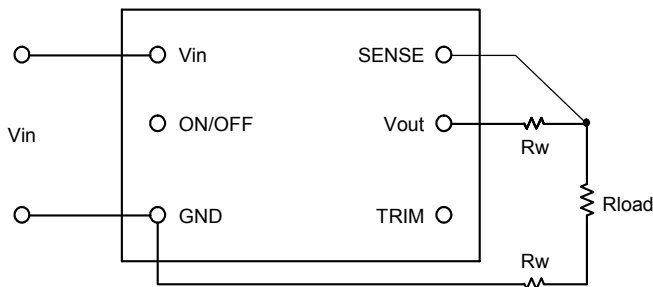 Vin
Vin
SENSE
ON/OFF
Vout
Rw
GND
TRIM
Rload
Rw